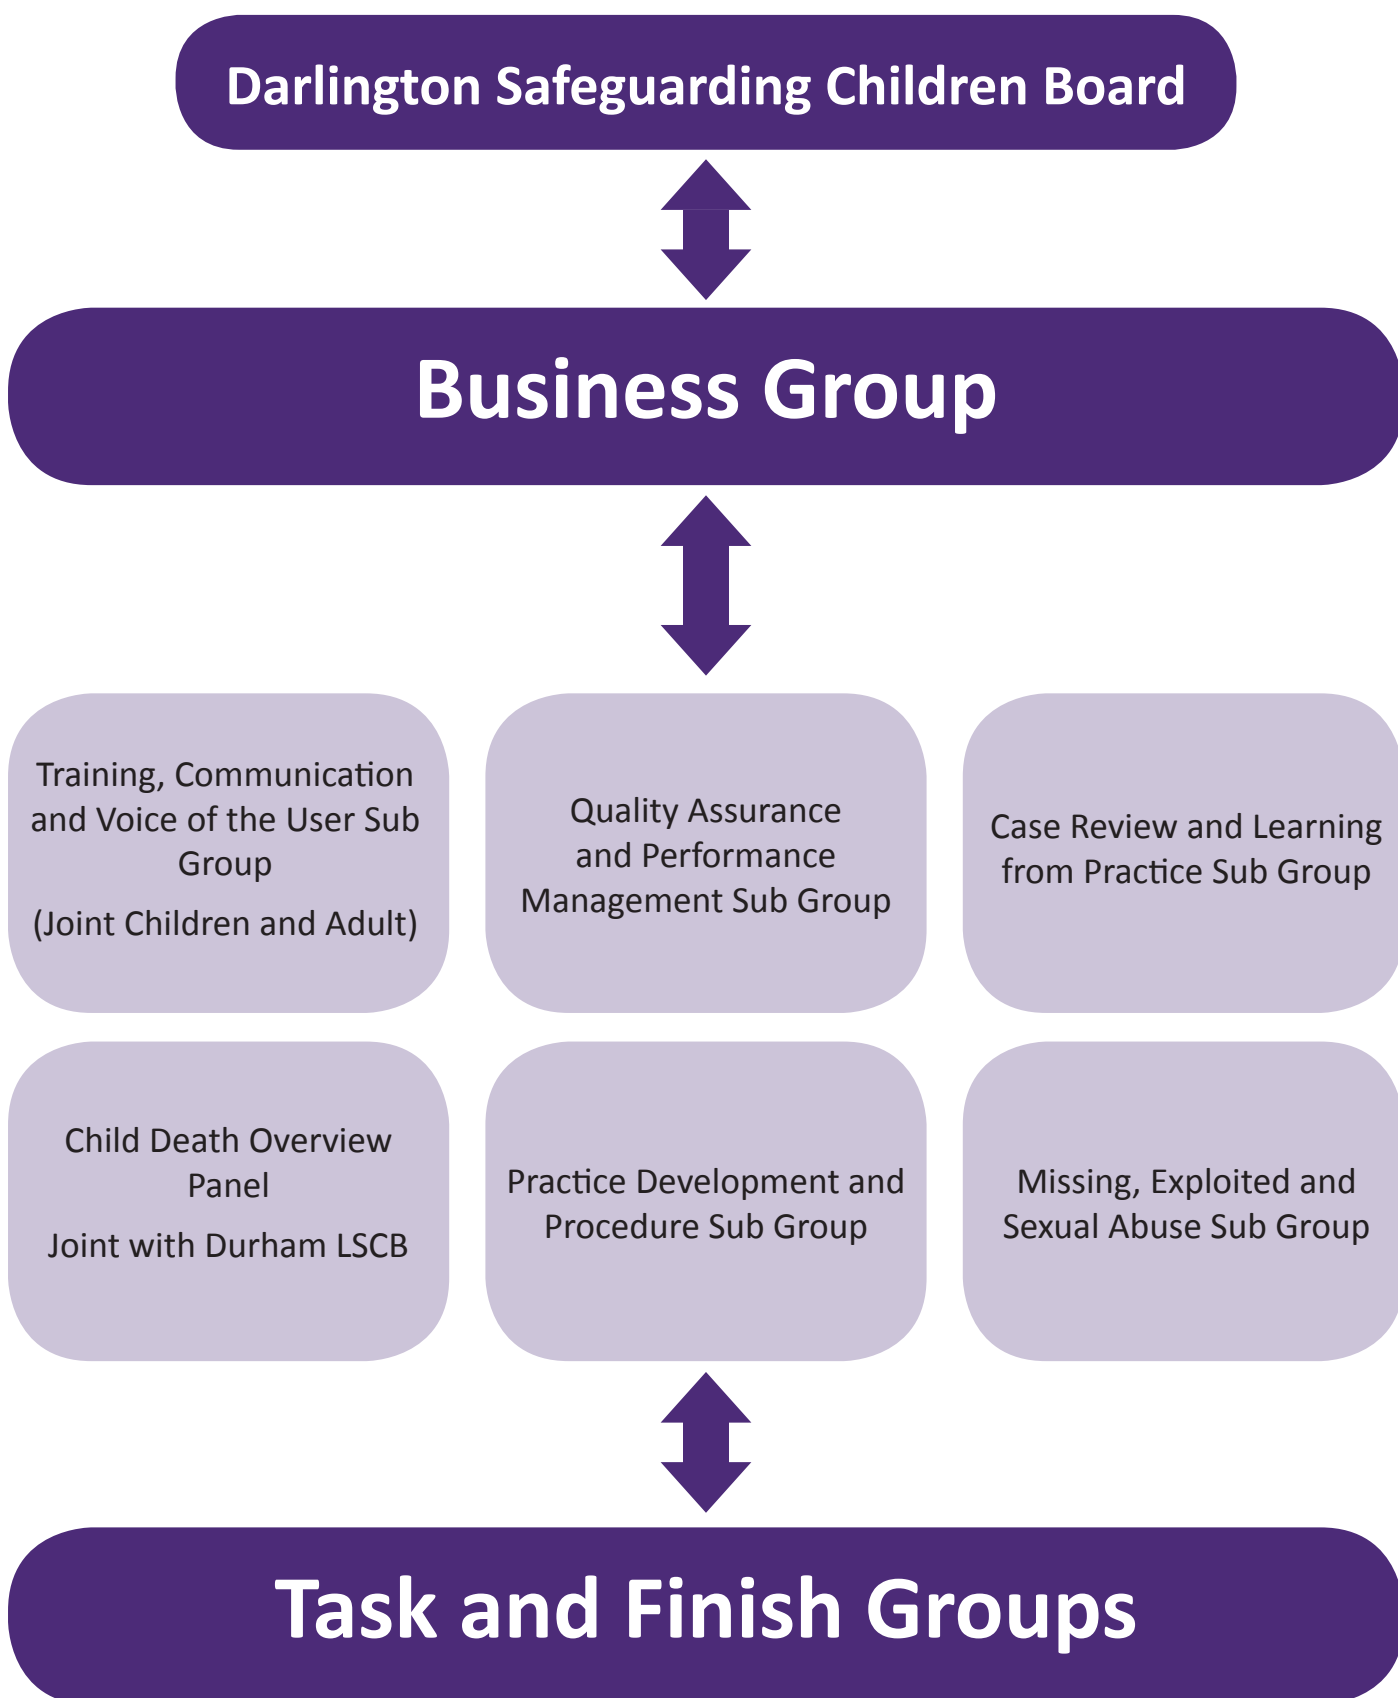 Darlington Safeguarding Children Board
Business Group
Training, Communication
and Voice of the User Sub
Group
(Joint Children and Adult)
Quality Assurance
and Performance
Management Sub Group
Case Review and Learning
from Practice Sub Group
Child Death Overview
Panel
Joint with Durham LSCB
Practice Development and
Procedure Sub Group
Missing, Exploited and
Sexual Abuse Sub Group
Task and Finish Groups